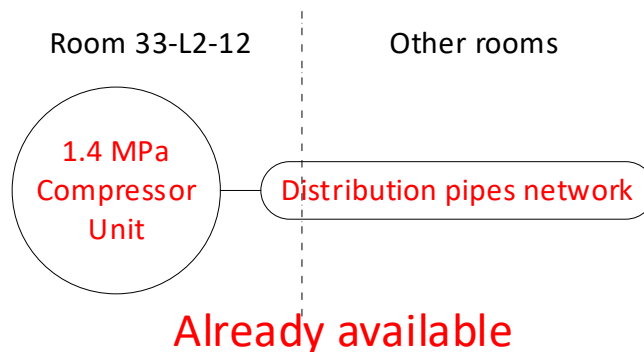 Room 33-L2-12
Other rooms
1.4 MPa
Compressor
Unit
Distribution pipes network
Already available